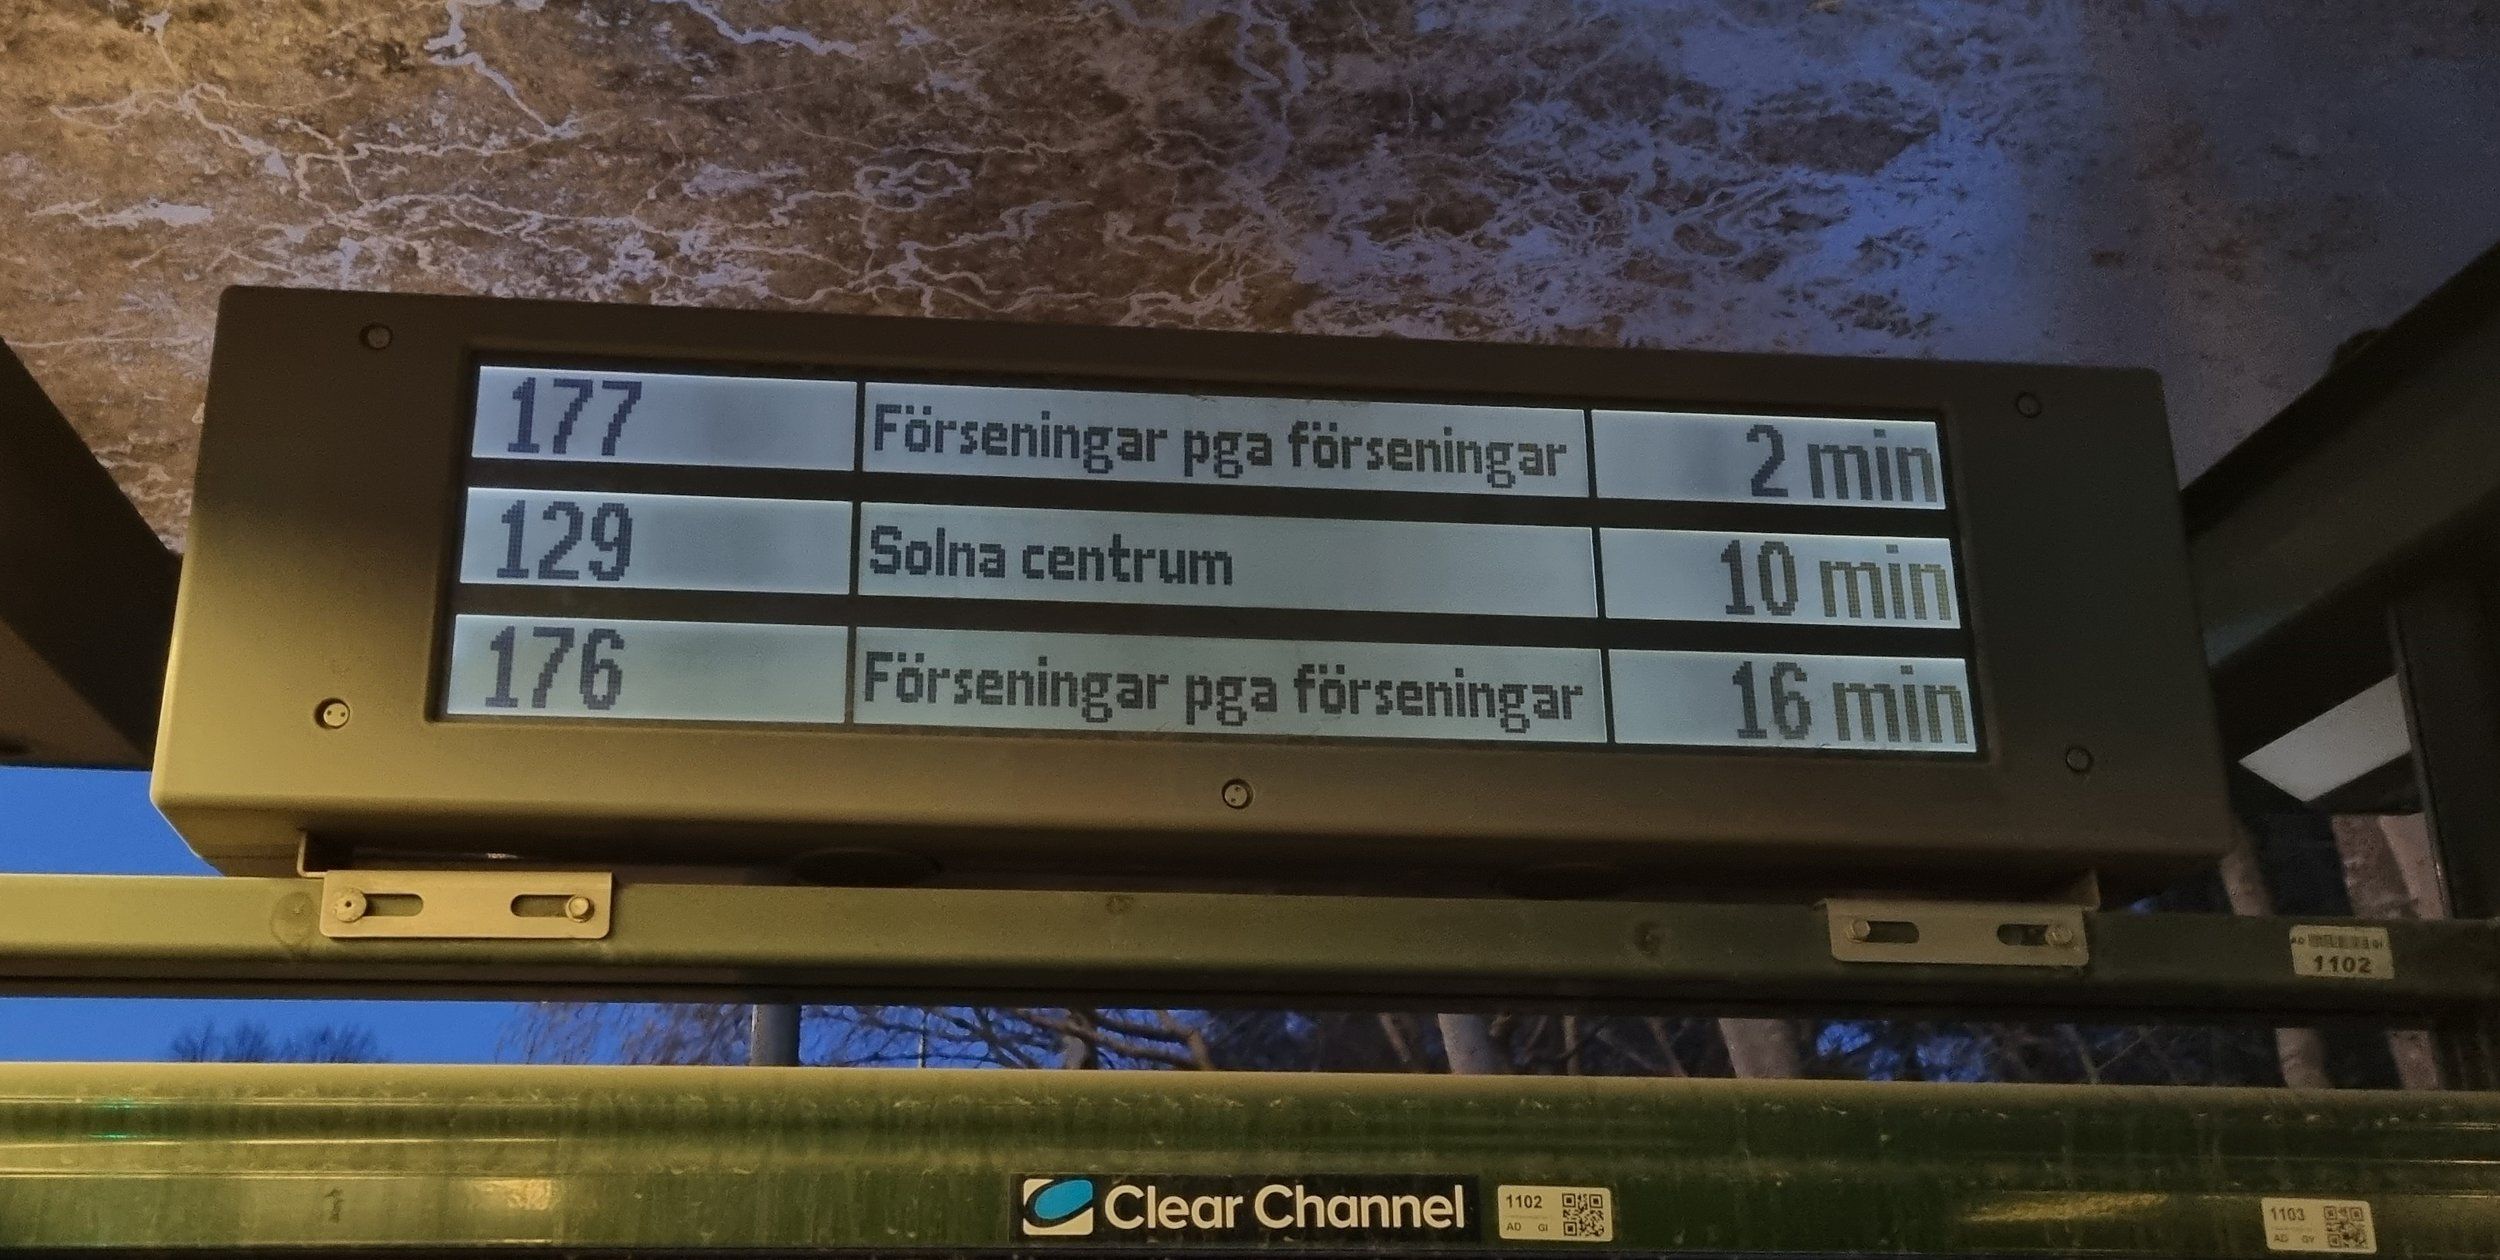 177 Förseningar pga förseningar 2 min
129 Solna centrum 10 min
176 Förseningar pga förseningar 16 min
1102
Clear Channel
1102
AD GI
1103
AD GY